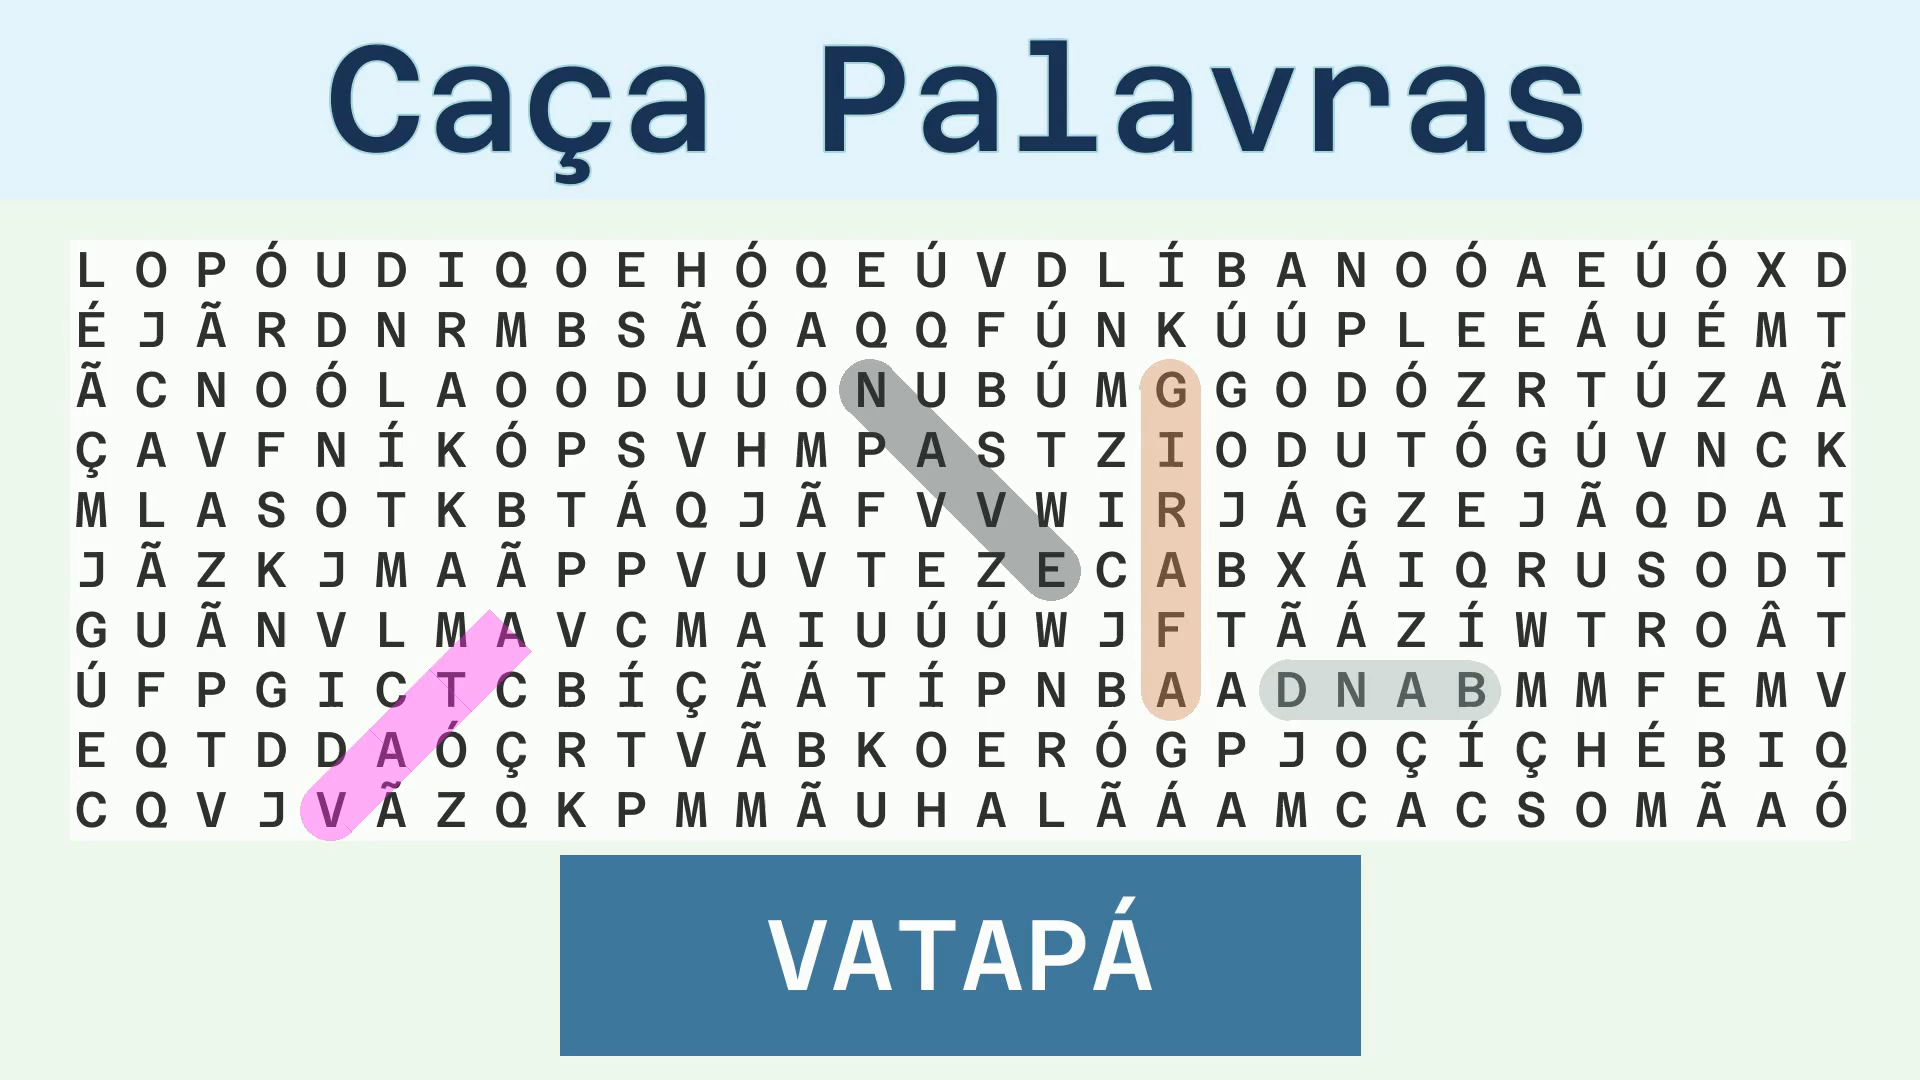 Caça Palavras
L O P Ó U D I Q O E H Ó Q E Ú V D L Í B A N O Ó A E Ú Ó X D
É J Ã R D N R M B S Ã Ó A Q Q F Ú N K Ú Ú P L E E Á U É M T
Ã C N O Ó L A O O D U Ú O N U B Ú M G G O D Ó Z R T Ú Z A Ã
Ç A V F N Í K Ó P S V H M P A S T Z I O D U T Ó G Ú V N C K
M L A S O T K B T Á Q J Ã F V V W I R J Á G Z E J Ã Q D A I
J Ã Z K J M A Ã P P V U V T E Z E C A B X Á I Q R U S O D T
G U Ã N V L M A V C M A I U Ú Ú W J F T Ã Á Z Í W T R O Â T
Ú F P G I C T C B Í Ç Ã Á T Í P N B A A D N A B M M F E M V
E Q T D D A Ó Ç R T V Ã B K O E R Ó G P J O Ç Í Ç H É B I Q
C Q V J V Ã Z Q K P M M Ã U H A L Ã Á A M C A C S O M Ã A Ó
VATAPÁ